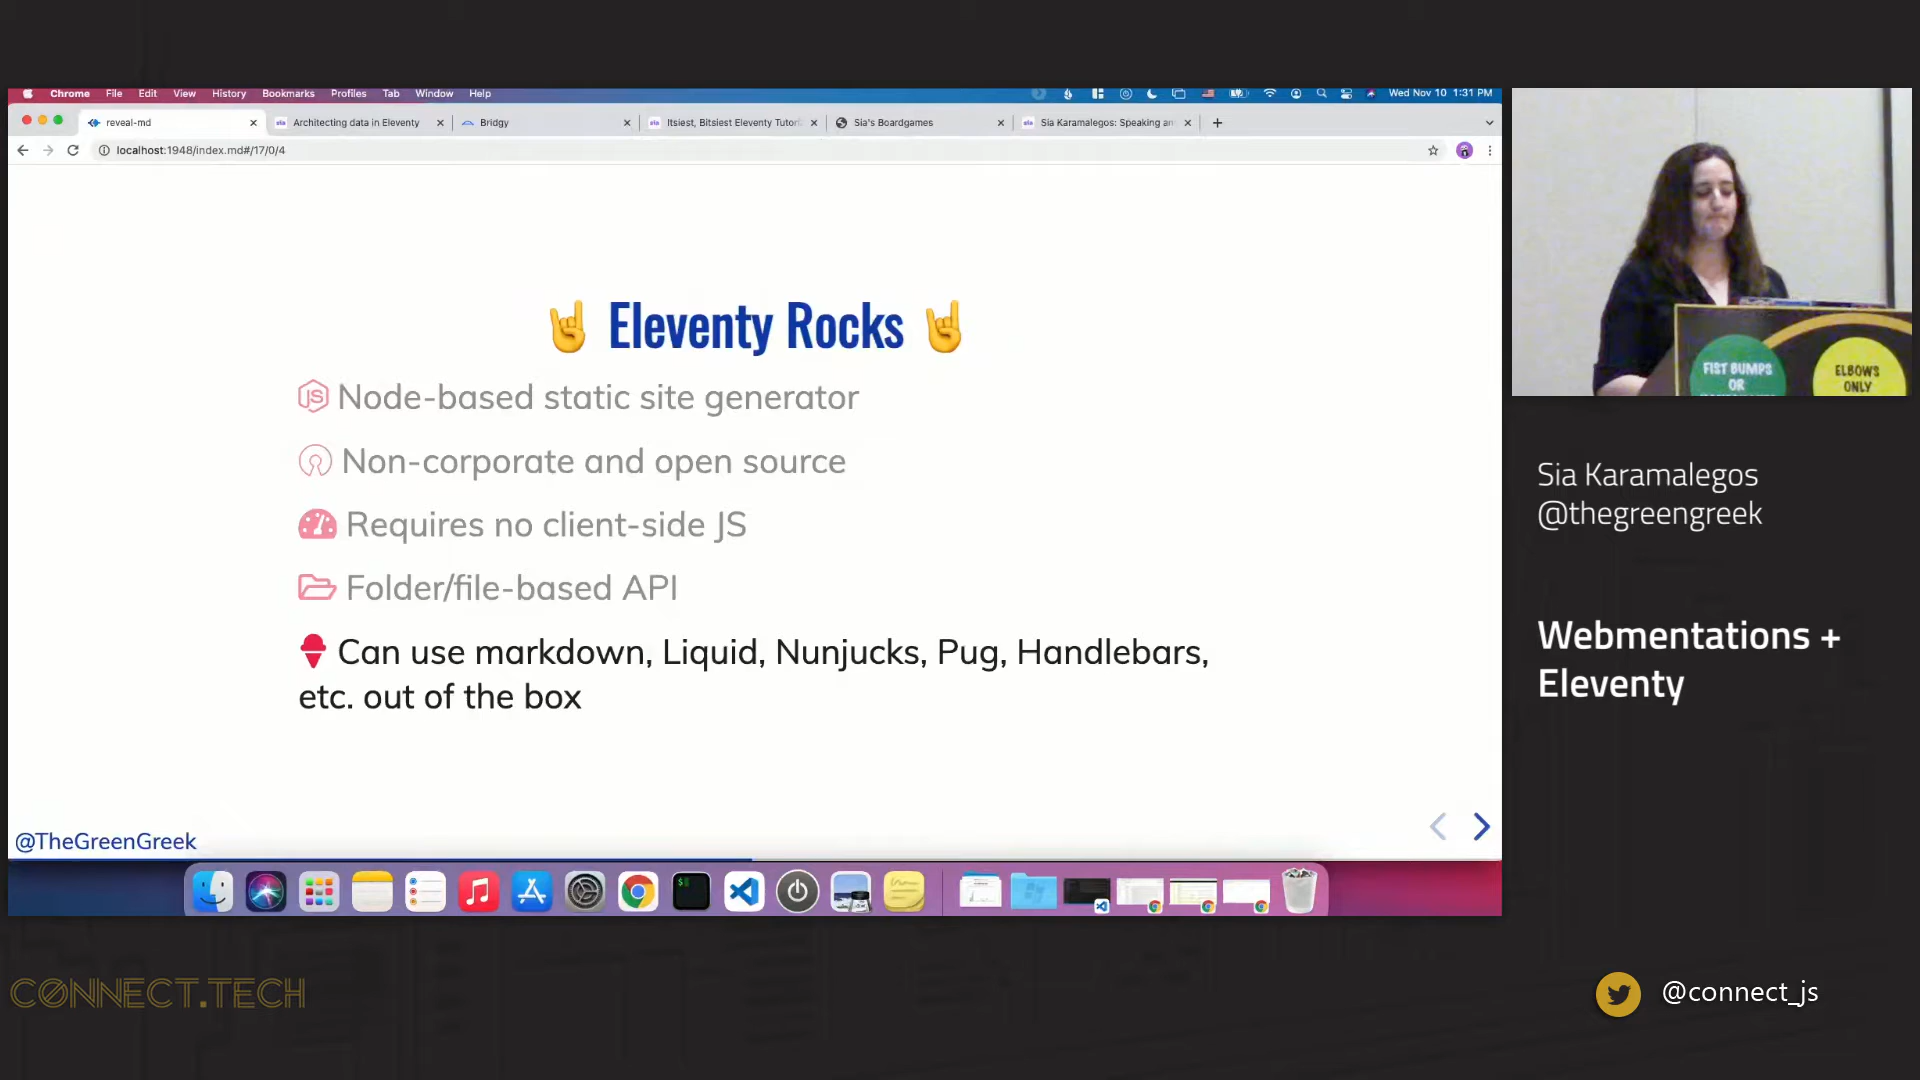 Chrome File Edit View History Bookmarks Profiles Tab Window Help Wed Nov 10 1:31 PM
reveal-md Architecting data in Eleventy Bridgy Itsiest, Bitsiest Eleventy Tutori Sia's Boardgames Sia Karamalegos: Speaking an
localhost:1948/index.md#/17/0/4
🤘 Eleventy Rocks 🤘
JS Node-based static site generator
Non-corporate and open source
Requires no client-side JS
Folder/file-based API
Can use markdown, Liquid, Nunjucks, Pug, Handlebars,
etc. out of the box
@TheGreenGreek
FIST BUMPS
OR
ELBOWS
ONLY
Sia Karamalegos
@thegreengreek
Webmentations +
Eleventy
CONNECT.TECH
@connect_js